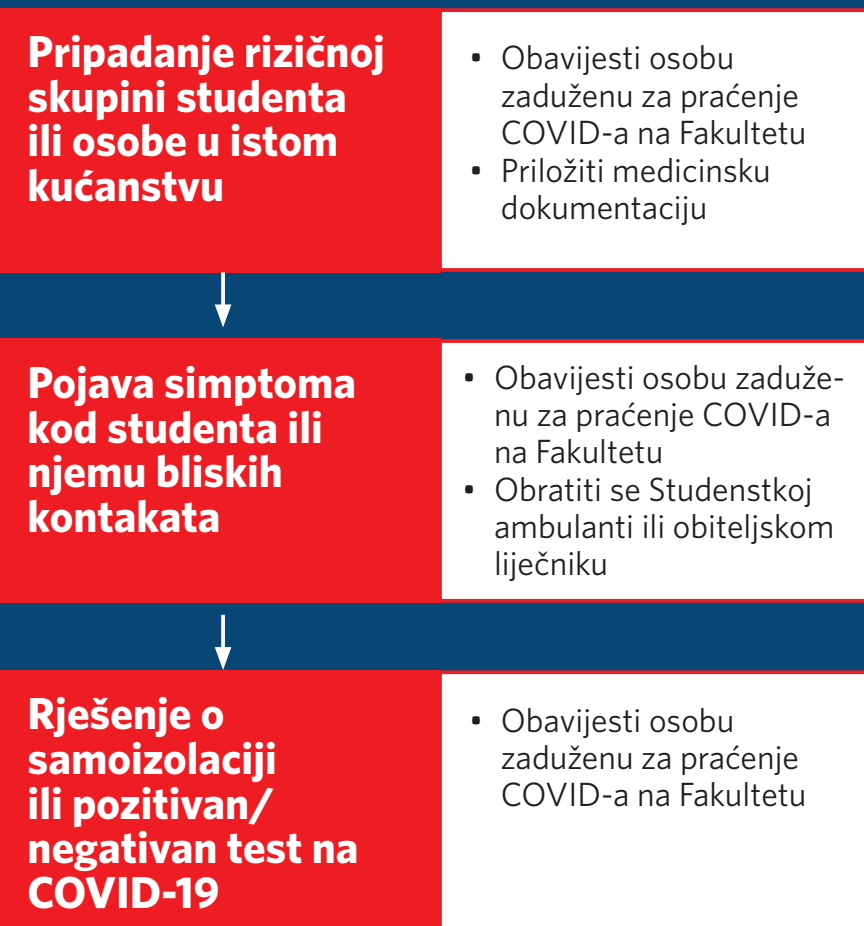 Pripadanje rizičnoj
skupini studenta
ili osobe u istom
kućanstvu
• Obavijesti osobu
zaduženu za praćenje
COVID-a na Fakultetu
• Priložiti medicinsku
dokumentaciju
Pojava simptoma
kod studenta ili
njemu bliskih
kontakata
• Obavijesti osobu zaduže-
nu za praćenje COVID-a
na Fakultetu
• Obratiti se Studenstkoj
ambulanti ili obiteljskom
liječniku
Rješenje o
samoizolaciji
ili pozitivan/
negativan test na
COVID-19
• Obavijesti osobu
zaduženu za praćenje
COVID-a na Fakultetu